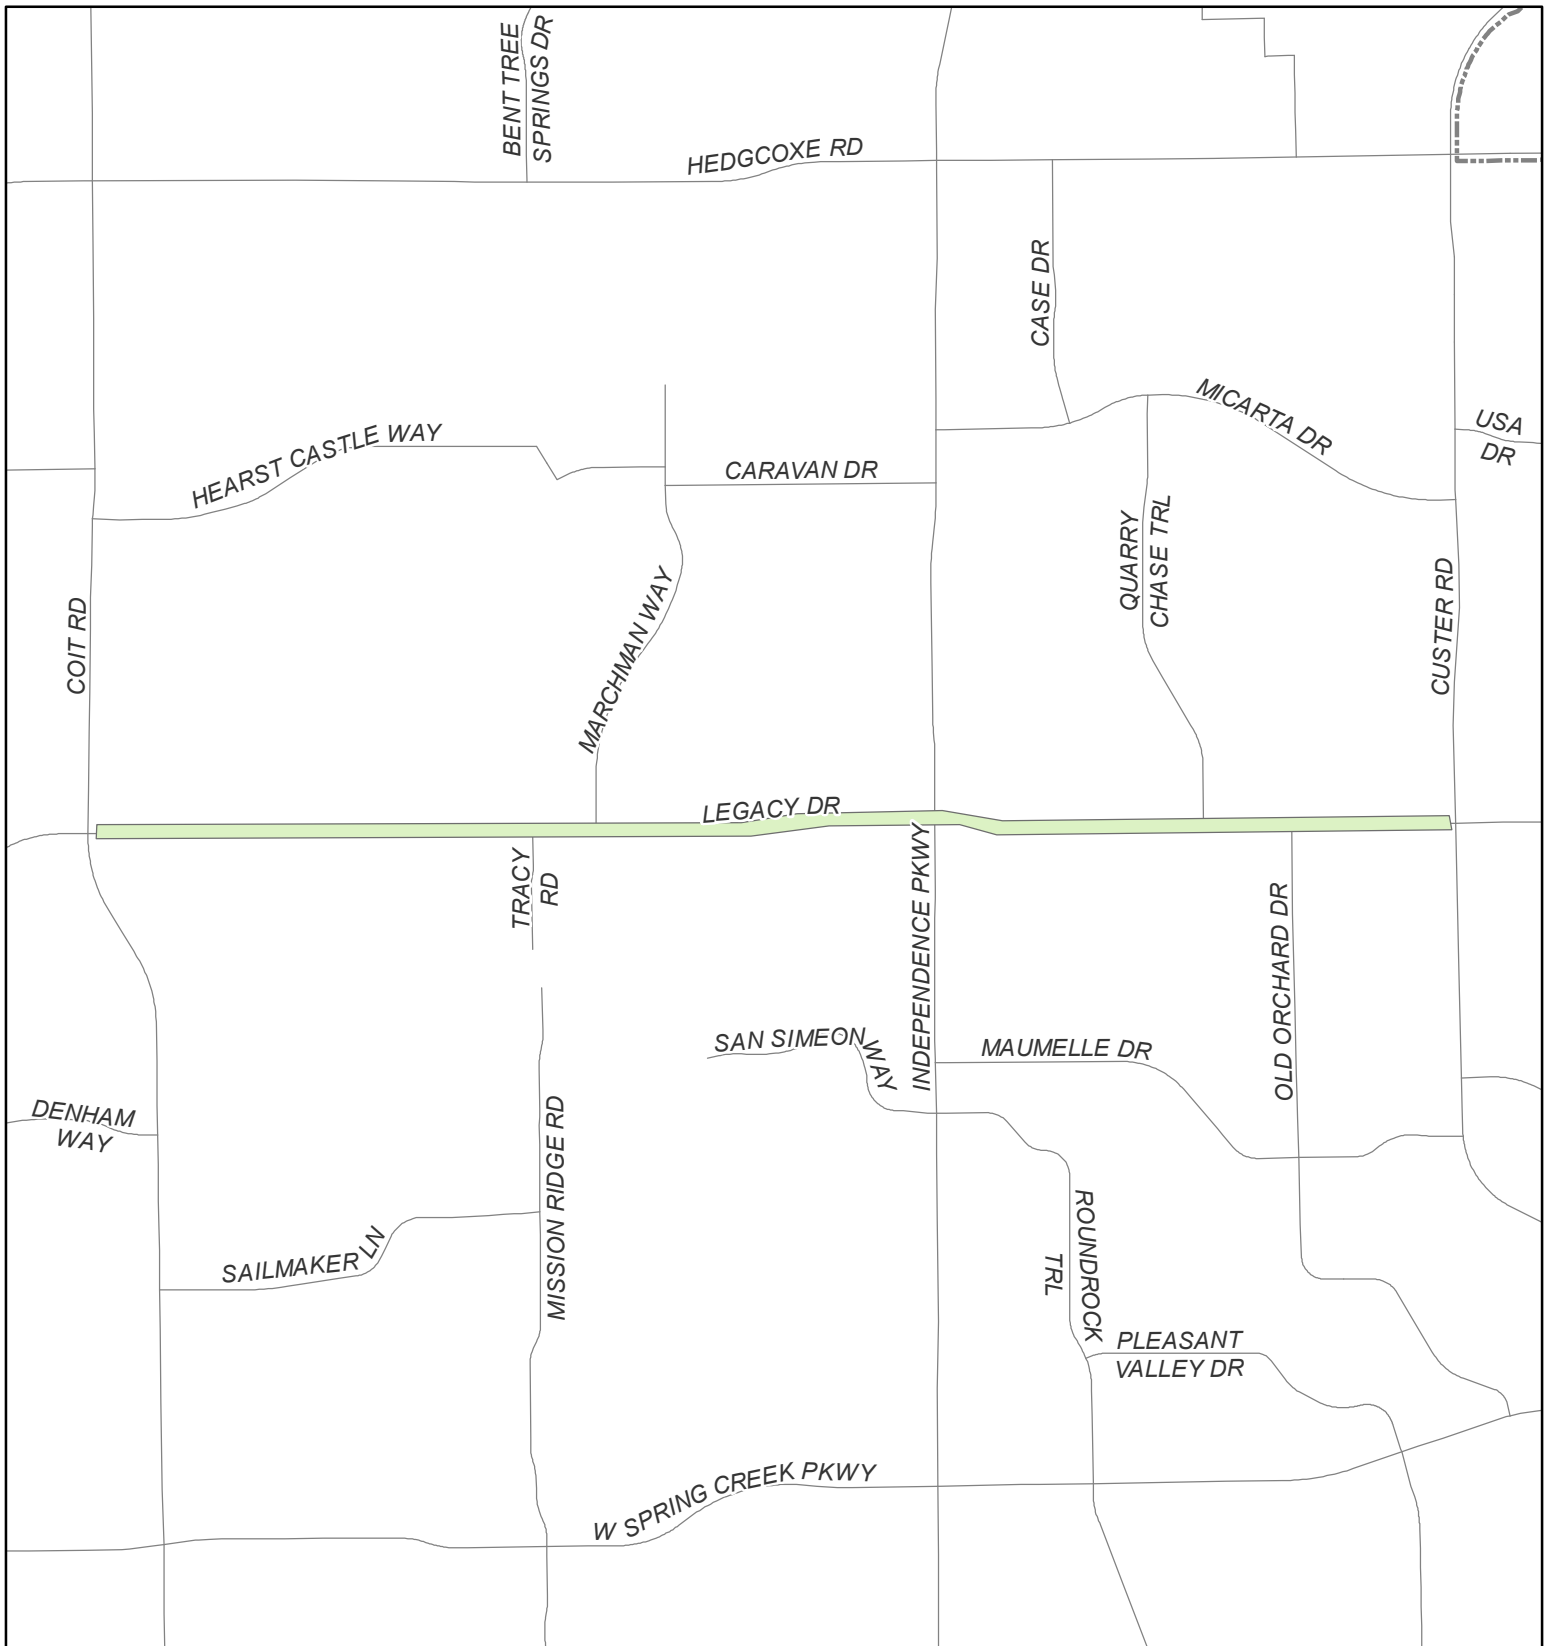 BENT TREE
SPRINGS DR
HEDGCOXE RD
CASE DR
MICARTA DR
USA
DR
HEARST CASTLE WAY
CARAVAN DR
QUARRY
CHASE TRL
COIT RD
MARCHMAN WAY
CUSTER RD
LEGACY DR
TRACY
RD
INDEPENDENCE PKWY
OLD ORCHARD DR
SAN SIMEON
WAY
MAUMELLE DR
DENHAM
WAY
MISSION RIDGE RD
SAILMAKER LN
ROUNDROCK
TRL
PLEASANT
VALLEY DR
W SPRING CREEK PKWY